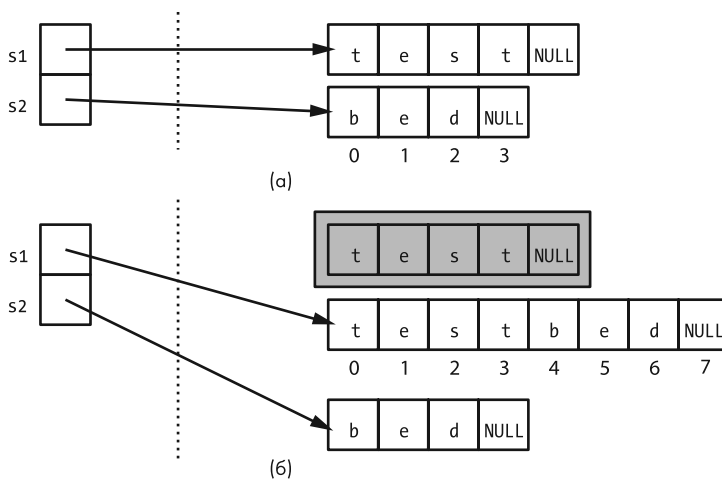 s1 t e s t NULL
s2 b e d NULL
0 1 2 3
(а)
s1 t e s t NULL
s2 t e s t b e d NULL
0 1 2 3 4 5 6 7
b e d NULL
(б)